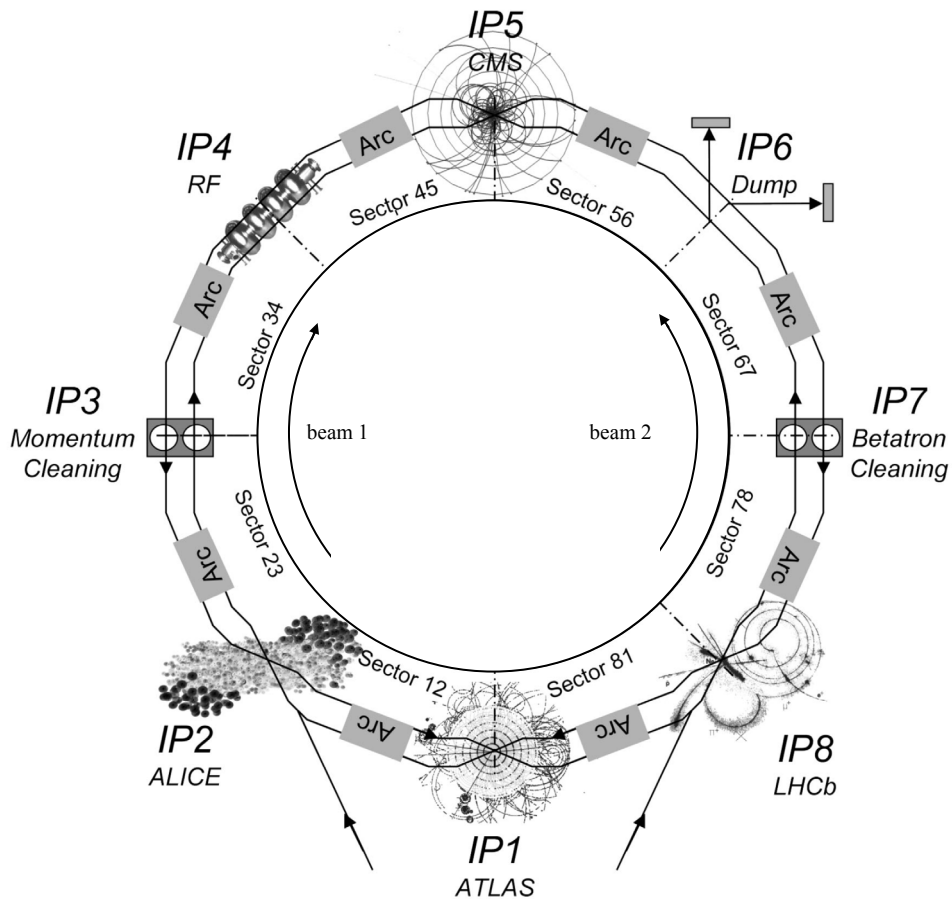 IP5
CMS
Arc
Arc
IP4
RF
IP6
Dump
Sector 45
Sector 56
Arc
Arc
Sector 34
Sector 67
IP3
Momentum
Cleaning
beam 1
beam 2
IP7
Betatron
Cleaning
Sector 23
Sector 78
Arc
Arc
Sector 12
Sector 81
IP2
ALICE
Arc
Arc
IP8
LHCb
IP1
ATLAS